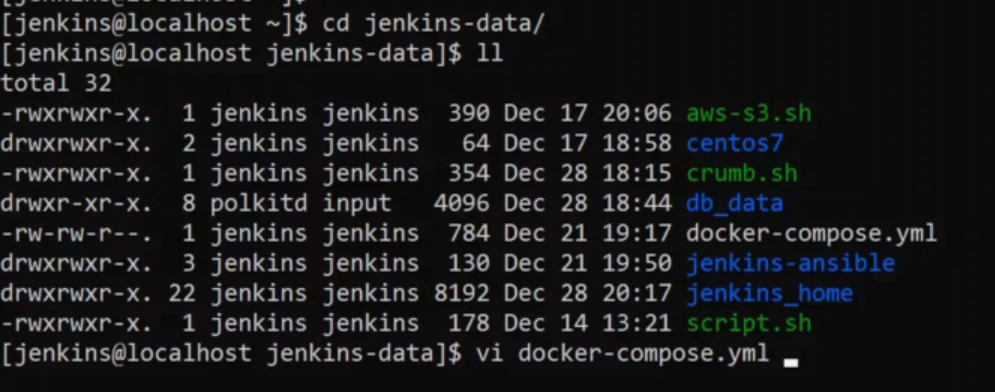 [jenkins@localhost ~]$ cd jenkins-data/
[jenkins@localhost jenkins-data]$ ll
total 32
-rwxrwxr-x.  1 jenkins jenkins  390 Dec 17 20:06 aws-s3.sh
drwxrwxr-x.  2 jenkins jenkins   64 Dec 17 18:58 centos7
-rwxrwxr-x.  1 jenkins jenkins  354 Dec 28 18:15 crumb.sh
drwxr-xr-x.  8 polkitd input   4096 Dec 28 18:44 db_data
-rw-rw-r--.  1 jenkins jenkins  784 Dec 21 19:17 docker-compose.yml
drwxrwxr-x.  3 jenkins jenkins  130 Dec 21 19:50 jenkins-ansible
drwxrwxr-x. 22 jenkins jenkins 8192 Dec 28 20:17 jenkins_home
-rwxrwxr-x.  1 jenkins jenkins  178 Dec 14 13:21 script.sh
[jenkins@localhost jenkins-data]$ vi docker-compose.yml